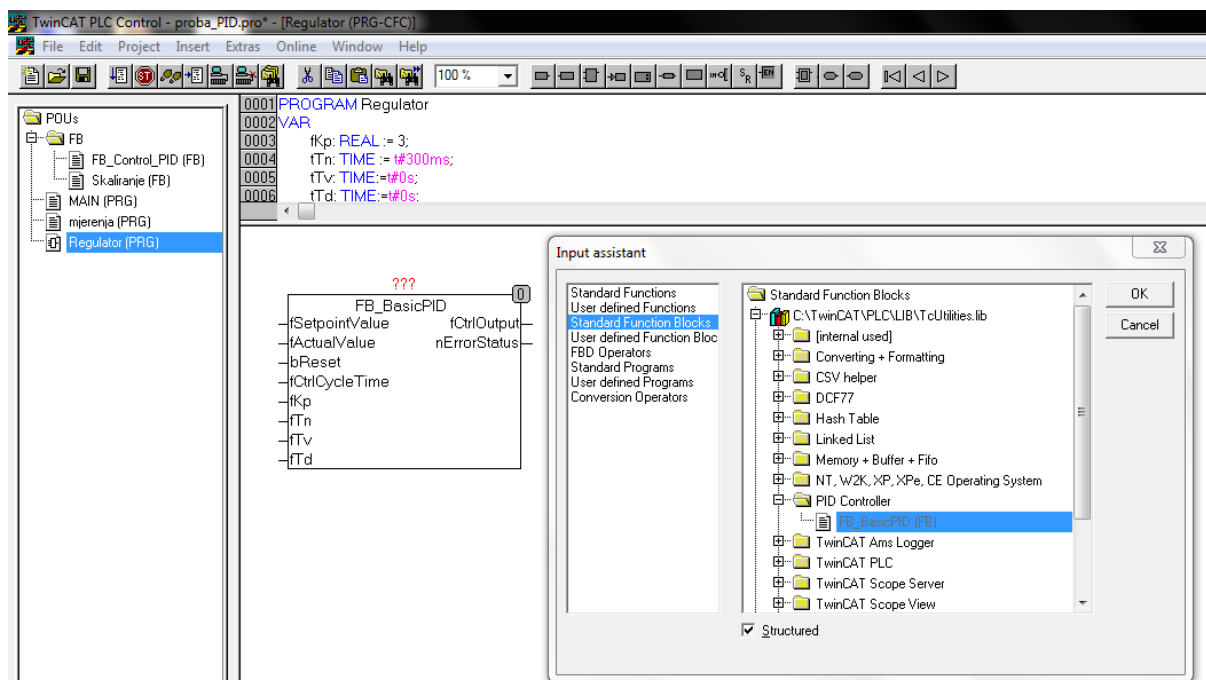 TwinCAT PLC Control - proba_PID.pro* - [Regulator (PRG-CFC)]
File Edit Project Insert Extras Online Window Help
100 %
POUs
FB
FB_Control_PID (FB)
Skaliranje (FB)
MAIN (PRG)
mjerenja (PRG)
Regulator (PRG)
0001 PROGRAM Regulator
0002 VAR
0003 fKp: REAL := 3;
0004 tTn: TIME := t#300ms;
0005 tTv: TIME:=t#0s;
0006 tTd: TIME:=t#0s;
???
0
FB_BasicPID
fSetpointValue fCtrlOutput
fActualValue nErrorStatus
bReset
fCtrlCycleTime
fKp
fTn
fTv
fTd
Input assistant
Standard Functions
User defined Functions
Standard Function Blocks
User defined Function Bloc
FBD Operators
Standard Programs
User defined Programs
Conversion Operators
Standard Function Blocks
C:\TwinCAT\PLC\LIB\TcUtilities.lib
[internal used]
Converting + Formatting
CSV helper
DCF77
Hash Table
Linked List
Memory + Buffer + Fifo
NT, W2K, XP, XPe, CE Operating System
PID Controller
FB_BasicPID (FB)
TwinCAT Ams Logger
TwinCAT PLC
TwinCAT Scope Server
TwinCAT Scope View
Structured
OK
Cancel